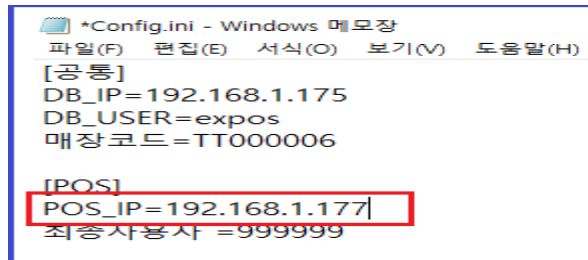 *Config.ini - Windows 메모장
파일(F) 편집(E) 서식(O) 보기(V) 도움말(H)
[공통]
DB_IP=192.168.1.175
DB_USER=expos
매장코드=TT000006
[POS]
POS_IP=192.168.1.177
최종사용자 =999999